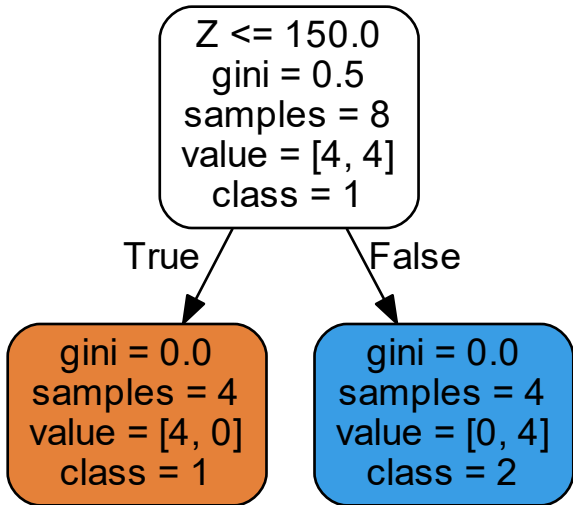 Z <= 150.0
gini = 0.5
samples = 8
value = [4, 4]
class = 1
True
False
gini = 0.0
samples = 4
value = [4, 0]
class = 1
gini = 0.0
samples = 4
value = [0, 4]
class = 2